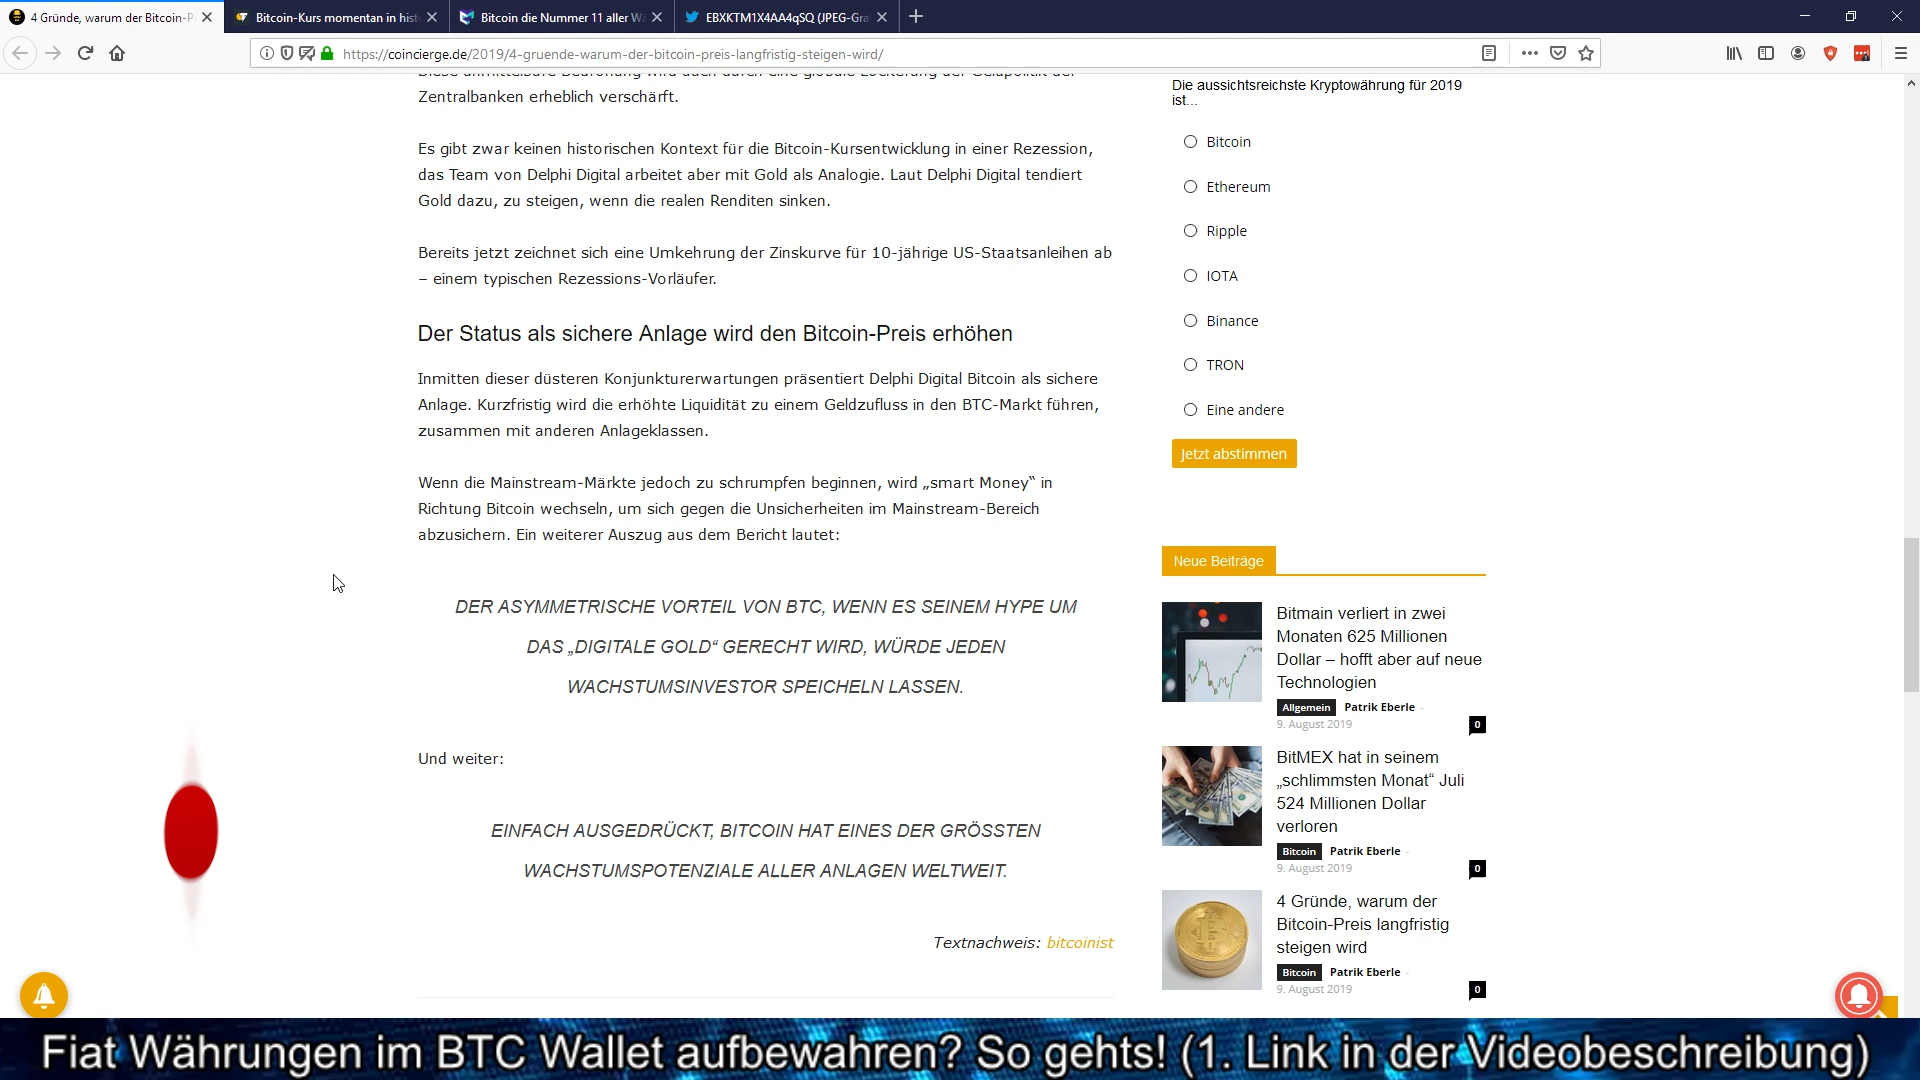 4 Gründe, warum der Bitcoin-P
Bitcoin-Kurs momentan in his
Bitcoin die Nummer 11 aller W
EBXKTM1X4AA4qSQ (JPEG-Gra
https://coincierge.de/2019/4-gruende-warum-der-bitcoin-preis-langfristig-steigen-wird/
Zentralbanken erheblich verschärft.
Es gibt zwar keinen historischen Kontext für die Bitcoin-Kursentwicklung in einer Rezession,
das Team von Delphi Digital arbeitet aber mit Gold als Analogie. Laut Delphi Digital tendiert
Gold dazu, zu steigen, wenn die realen Renditen sinken.
Bereits jetzt zeichnet sich eine Umkehrung der Zinskurve für 10-jährige US-Staatsanleihen ab
– einem typischen Rezessions-Vorläufer.
Der Status als sichere Anlage wird den Bitcoin-Preis erhöhen
Inmitten dieser düsteren Konjunkturerwartungen präsentiert Delphi Digital Bitcoin als sichere
Anlage. Kurzfristig wird die erhöhte Liquidität zu einem Geldzufluss in den BTC-Markt führen,
zusammen mit anderen Anlageklassen.
Wenn die Mainstream-Märkte jedoch zu schrumpfen beginnen, wird „smart Money“ in
Richtung Bitcoin wechseln, um sich gegen die Unsicherheiten im Mainstream-Bereich
abzusichern. Ein weiterer Auszug aus dem Bericht lautet:
DER ASYMMETRISCHE VORTEIL VON BTC, WENN ES SEINEM HYPE UM
DAS „DIGITALE GOLD“ GERECHT WIRD, WÜRDE JEDEN
WACHSTUMSINVESTOR SPEICHELN LASSEN.
Und weiter:
EINFACH AUSGEDRÜCKT, BITCOIN HAT EINES DER GRÖSSTEN
WACHSTUMSPOTENZIALE ALLER ANLAGEN WELTWEIT.
Textnachweis: bitcoinist
Die aussichtsreichste Kryptowährung für 2019
ist...
Bitcoin
Ethereum
Ripple
IOTA
Binance
TRON
Eine andere
Jetzt abstimmen
Neue Beiträge
Bitmain verliert in zwei
Monaten 625 Millionen
Dollar – hofft aber auf neue
Technologien
Allgemein Patrik Eberle -
9. August 2019 0
BitMEX hat in seinem
„schlimmsten Monat“ Juli
524 Millionen Dollar
verloren
Bitcoin Patrik Eberle -
9. August 2019 0
4 Gründe, warum der
Bitcoin-Preis langfristig
steigen wird
Bitcoin Patrik Eberle -
9. August 2019 0
Fiat Währungen im BTC Wallet aufbewahren? So gehts! (1. Link in der Videobeschreibung)